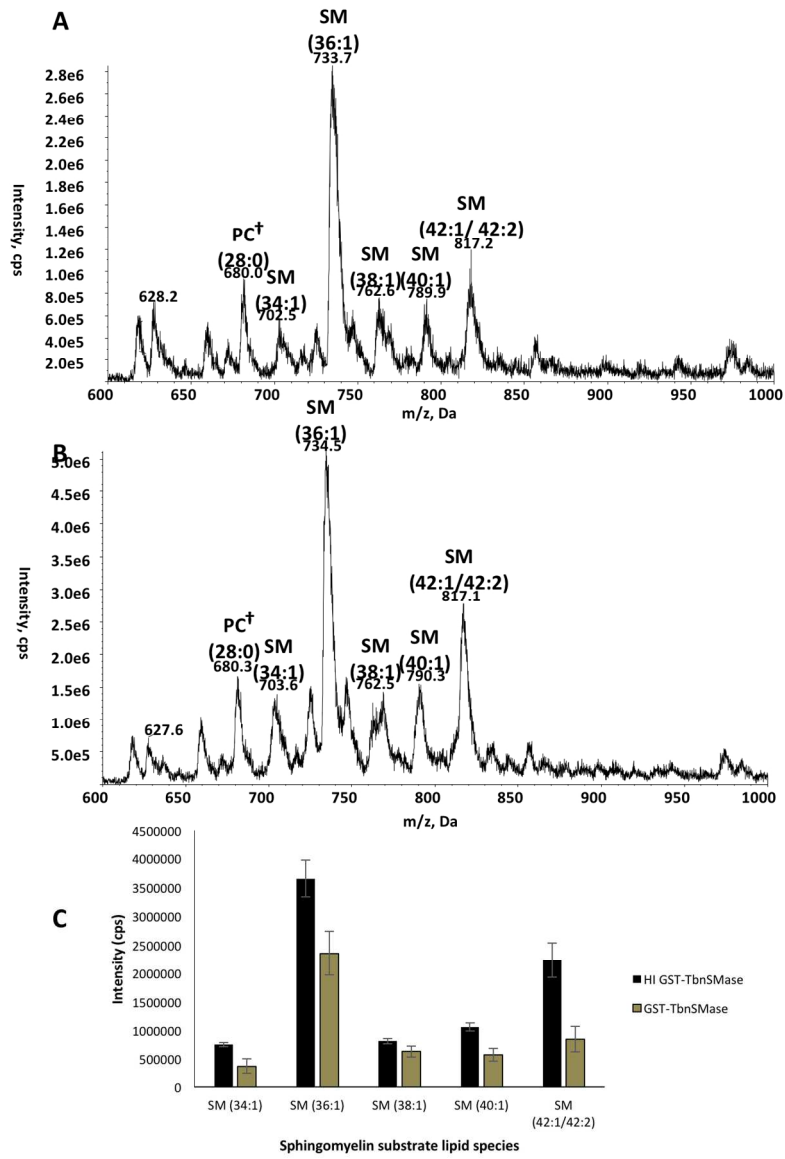 A
SM
(36:1)
733.7
2.8e6
2.6e6
2.4e6
2.2e6
2.0e6
1.8e6
1.6e6
1.4e6
1.2e6
1.0e6
8.0e5
6.0e5
4.0e5
2.0e5
Intensity, cps
628.2
PC†
(28:0)
680.0
SM
(34:1)
702.5
SM
(38:1)
762.6
SM
(40:1)
789.9
SM
(42:1/ 42:2)
817.2
600 650 700 750 800 850 900 950 1000
m/z, Da
B
SM
(36:1)
734.5
5.0e6
4.5e6
4.0e6
3.5e6
3.0e6
2.5e6
2.0e6
1.5e6
1.0e6
5.0e5
Intensity, cps
627.6
PC†
(28:0)
680.3
SM
(34:1)
703.6
SM
(38:1)
762.5
SM
(40:1)
790.3
SM
(42:1/42:2)
817.1
600 650 700 750 800 850 900 950 1000
m/z, Da
C
4500000
4000000
3500000
3000000
2500000
2000000
1500000
1000000
500000
0
Intensity (cps)
SM (34:1) SM (36:1) SM (38:1) SM (40:1) SM
(42:1/42:2)
Sphingomyelin substrate lipid species
HI GST-TbnSMase
GST-TbnSMase